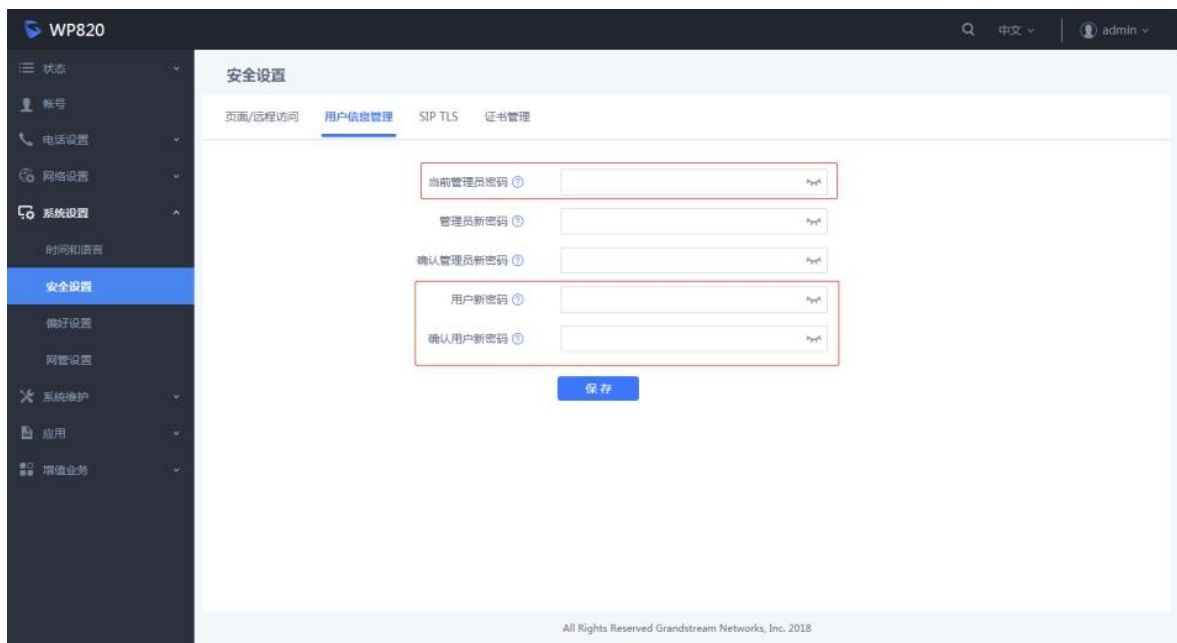 WP820
中文
admin
状态
帐号
电话设置
网络设置
系统设置
时间和语言
安全设置
偏好设置
网管设置
系统维护
应用
增值业务
安全设置
页面/远程访问 用户信息管理 SIP TLS 证书管理
当前管理员密码
管理员新密码
确认管理员新密码
用户新密码
确认用户新密码
保存
All Rights Reserved Grandstream Networks, Inc. 2018